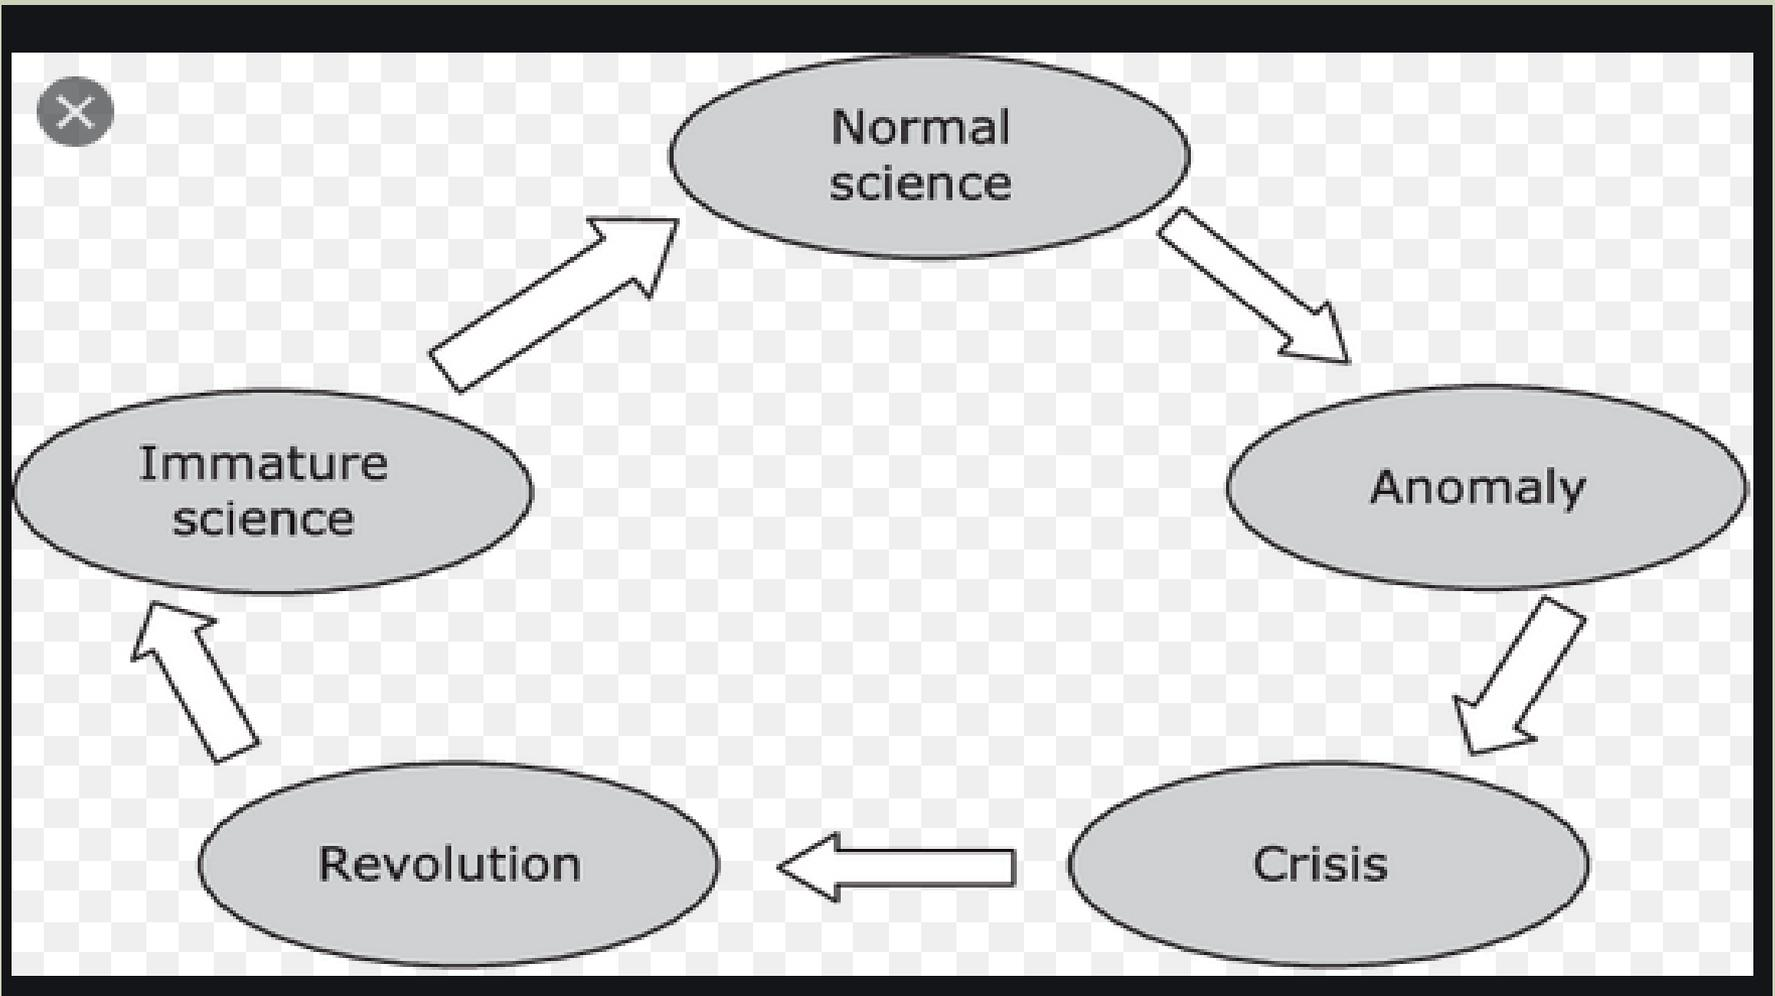 Normal
science
Immature
science
Anomaly
Revolution
Crisis